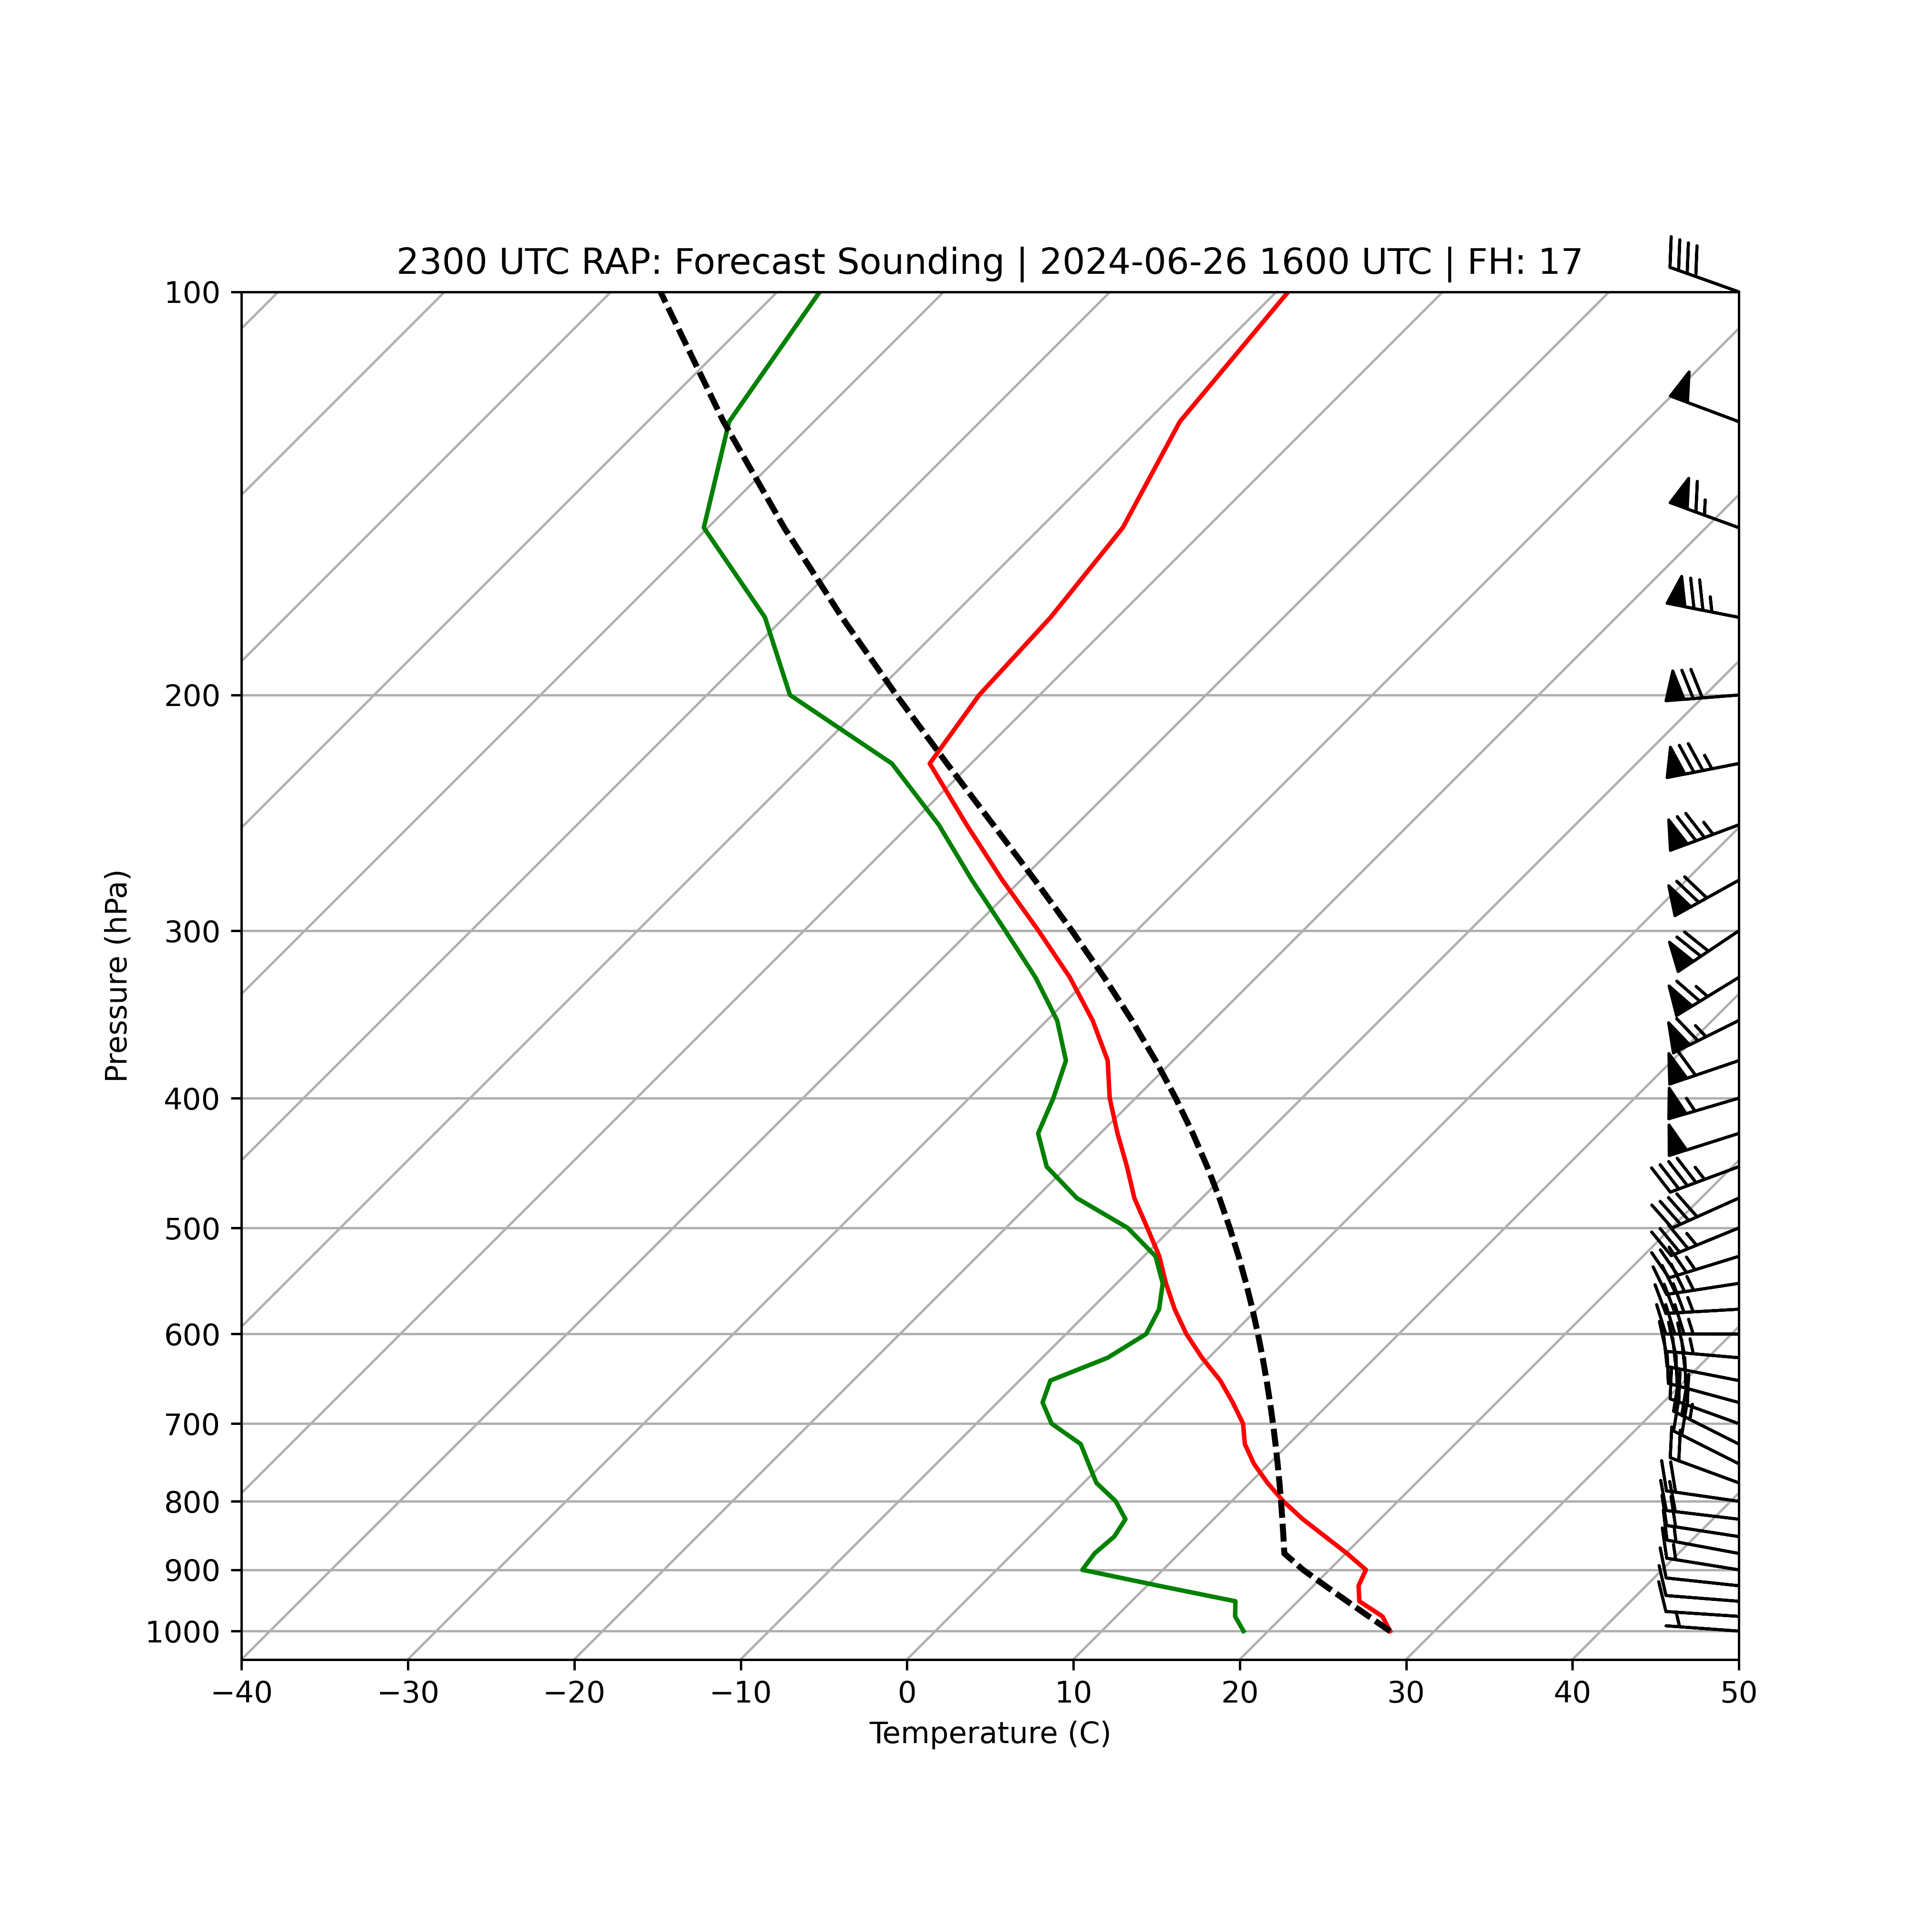 2300 UTC RAP: Forecast Sounding | 2024-06-26 1600 UTC | FH: 17
100
200
300
400
500
600
700
800
900
1000
Pressure (hPa)
−40 −30 −20 −10 0 10 20 30 40 50
Temperature (C)